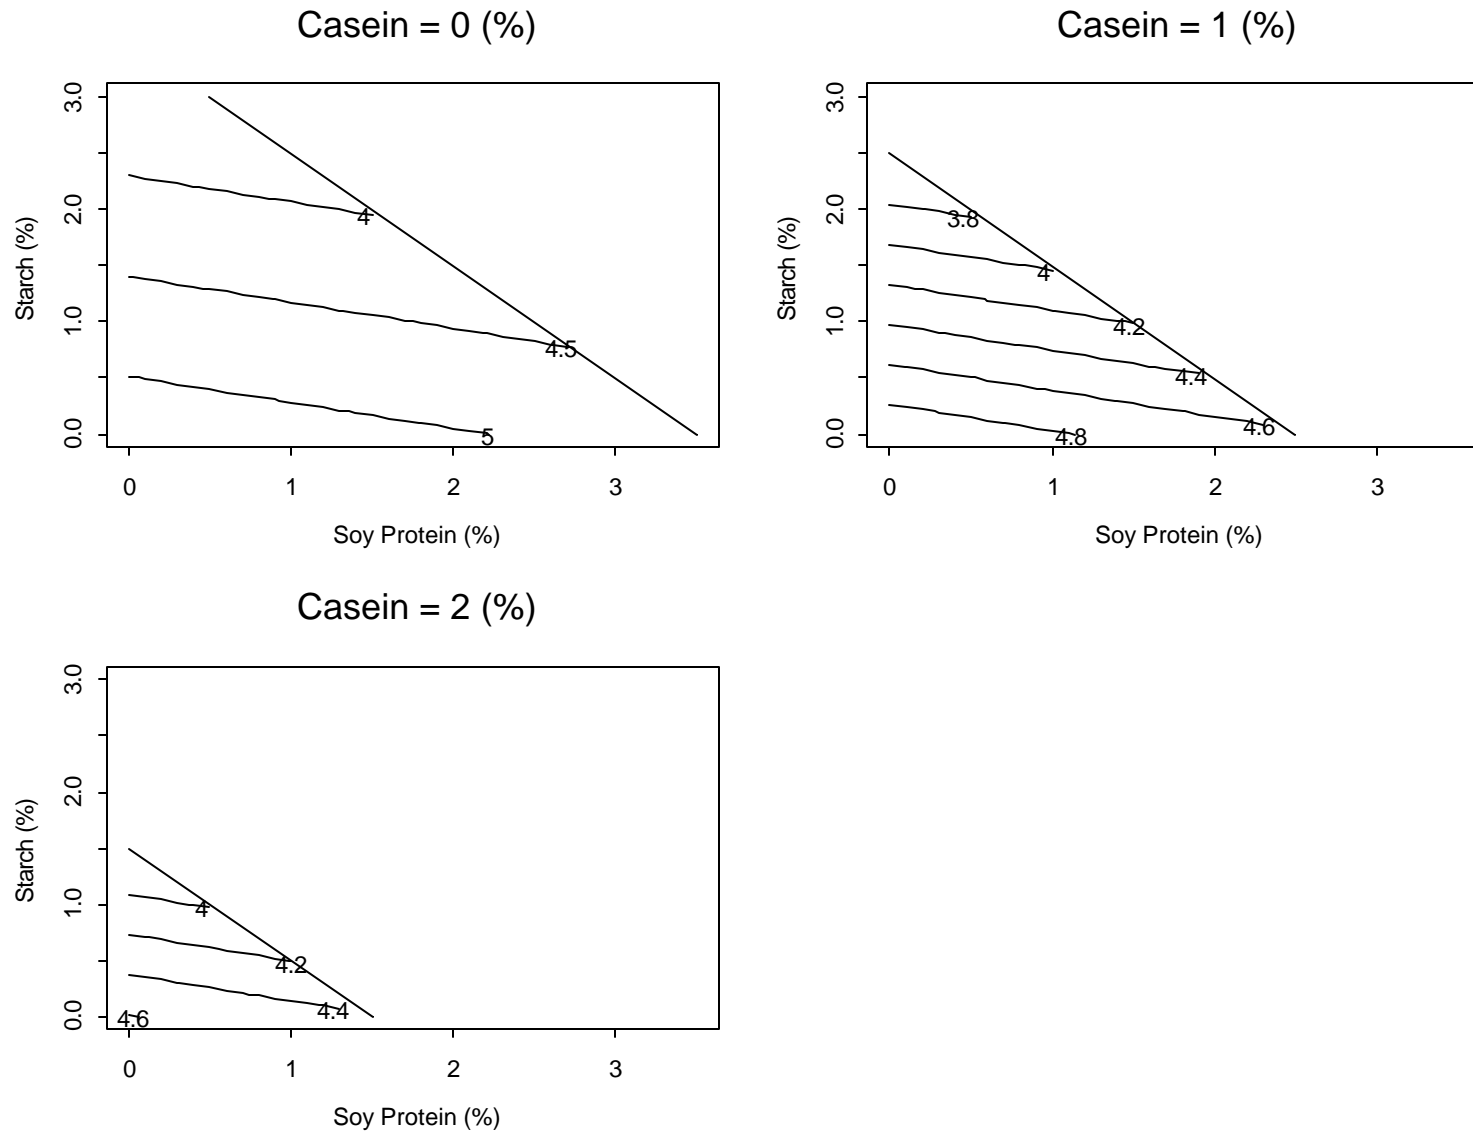 Casein = 0 (%)
3.0
2.0
1.0
0.0
Starch (%)
4
4.5
5
0 1 2 3
Soy Protein (%)
Casein = 1 (%)
3.0
2.0
1.0
0.0
Starch (%)
3.8
4
4.2
4.4
4.6
4.8
0 1 2 3
Soy Protein (%)
Casein = 2 (%)
3.0
2.0
1.0
0.0
Starch (%)
4
4.2
4.4
4.6
0 1 2 3
Soy Protein (%)